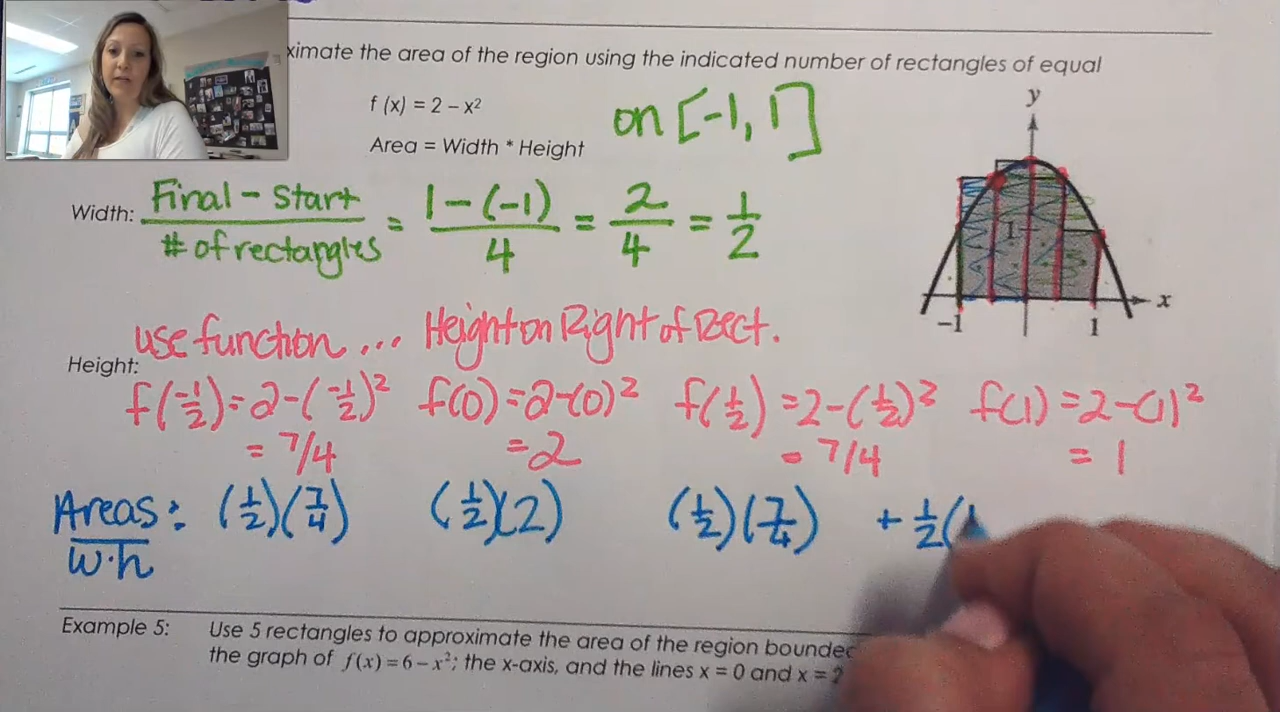 ximate the area of the region using the indicated number of rectangles of equal
f (x) = 2 – x²
on [-1, 1]
Area = Width * Height
Width: Final - Start / # of rectangles = 1-(-1) / 4 = 2/4 = 1/2
y
1
-1
1
x
use function... Height on Right of Rect.
Height:
f(-1/2) = 2-(-1/2)² f(0) = 2-(0)² f(1/2) = 2-(1/2)² f(1) = 2-(1)²
= 7/4 = 2 = 7/4 = 1
Areas: (1/2)(7/4) (1/2)(2) (1/2)(7/4) + 1/2(
w·h
Example 5: Use 5 rectangles to approximate the area of the region bounded
the graph of f(x) = 6 – x²; the x-axis, and the lines x = 0 and x =